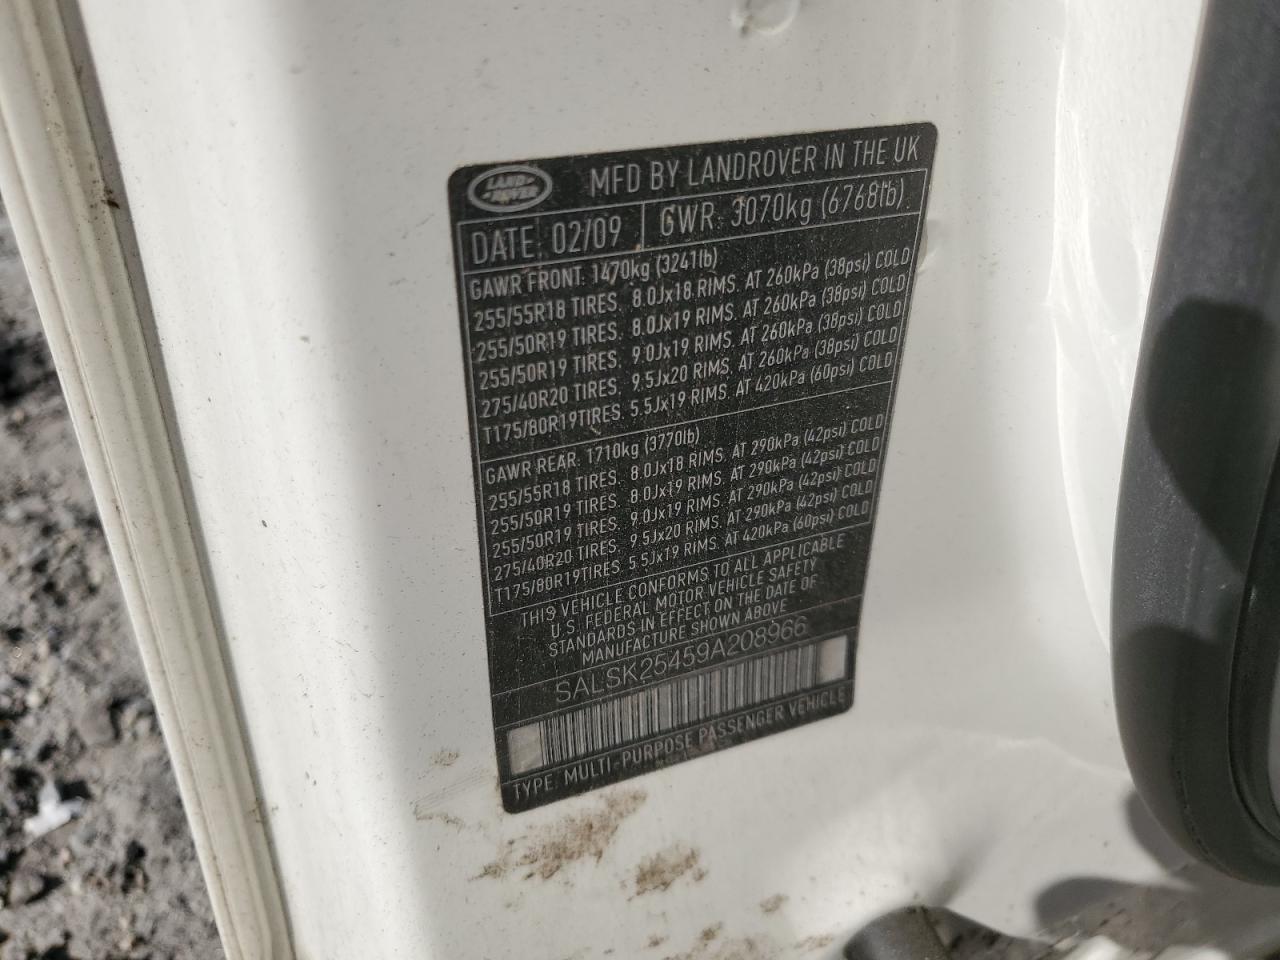 LAND-
-ROVER
MFD BY LANDROVER IN THE UK
DATE: 02/09 GWR: 3070kg (6768lb)
GAWR FRONT: 1470kg (3241lb)
255/55R18 TIRES. 8.0Jx18 RIMS. AT 260kPa (38psi) COLD
255/50R19 TIRES. 8.0Jx19 RIMS. AT 260kPa (38psi) COLD
255/50R19 TIRES. 9.0Jx19 RIMS. AT 260kPa (38psi) COLD
275/40R20 TIRES. 9.5Jx20 RIMS. AT 260kPa (38psi) COLD
T175/80R19TIRES. 5.5Jx19 RIMS. AT 420kPa (60psi) COLD
GAWR REAR: 1710kg (3770lb)
255/55R18 TIRES. 8.0Jx18 RIMS. AT 290kPa (42psi) COLD
255/50R19 TIRES. 8.0Jx19 RIMS. AT 290kPa (42psi) COLD
255/50R19 TIRES. 9.0Jx19 RIMS. AT 290kPa (42psi) COLD
275/40R20 TIRES. 9.5Jx20 RIMS. AT 290kPa (42psi) COLD
T175/80R19TIRES. 5.5Jx19 RIMS. AT 420kPa (60psi) COLD
THIS VEHICLE CONFORMS TO ALL APPLICABLE
U.S. FEDERAL MOTOR VEHICLE SAFETY
STANDARDS IN EFFECT ON THE DATE OF
MANUFACTURE SHOWN ABOVE
SALSK25459A208966
TYPE: MULTI-PURPOSE PASSENGER VEHICLE